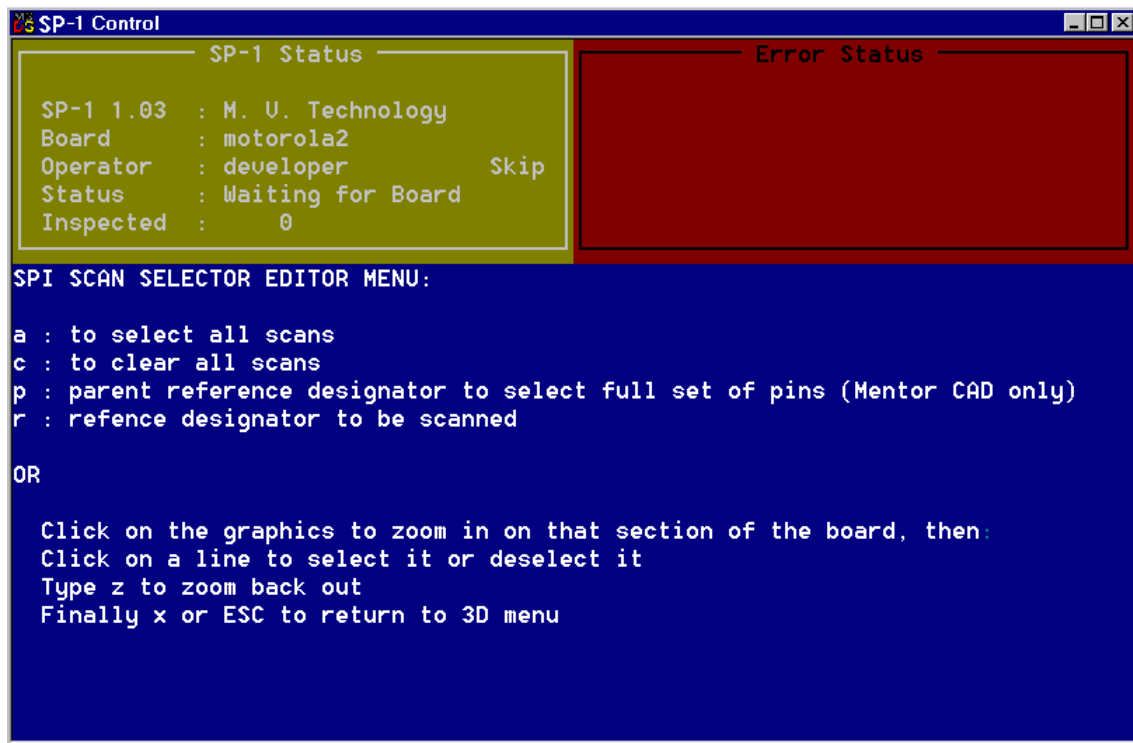 SP-1 Control
SP-1 Status
SP-1 1.03 : M. V. Technology
Board : motorola2
Operator : developer Skip
Status : Waiting for Board
Inspected : 0
Error Status
SPI SCAN SELECTOR EDITOR MENU:
a : to select all scans
c : to clear all scans
p : parent reference designator to select full set of pins (Mentor CAD only)
r : refence designator to be scanned
OR
Click on the graphics to zoom in on that section of the board, then:
Click on a line to select it or deselect it
Type z to zoom back out
Finally x or ESC to return to 3D menu